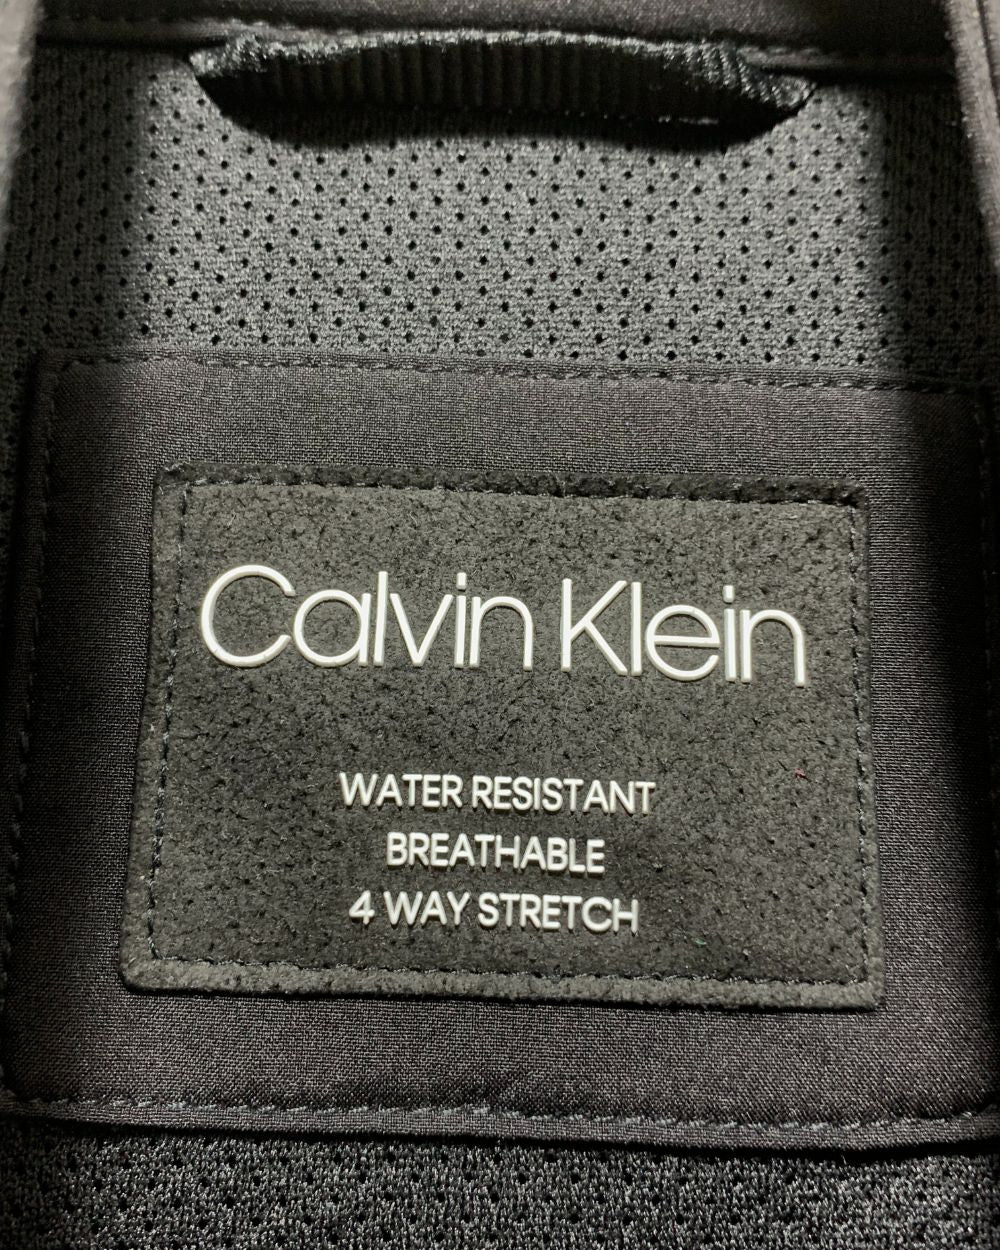 Calvin Klein
WATER RESISTANT
BREATHABLE
4 WAY STRETCH